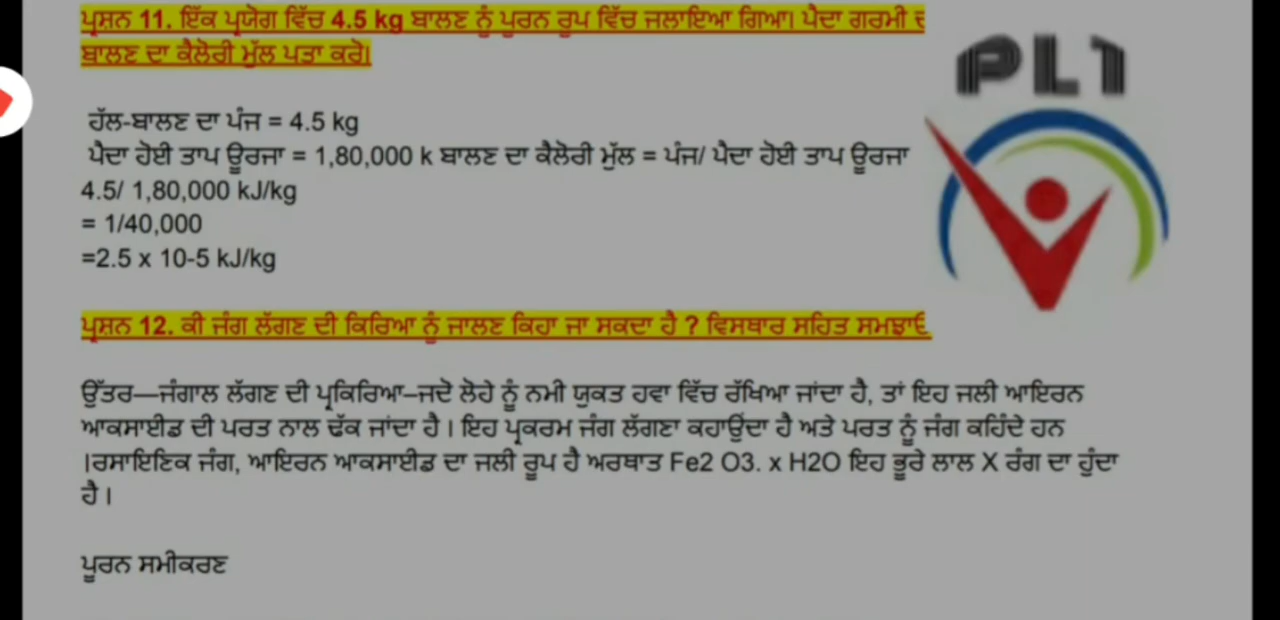 ਪ੍ਰਸ਼ਨ 11. ਇੱਕ ਪ੍ਰਯੋਗ ਵਿੱਚ 4.5 kg ਬਾਲਣ ਨੂੰ ਪੂਰਨ ਰੂਪ ਵਿੱਚ ਜਲਾਇਆ ਗਿਆ। ਪੈਦਾ ਗਰਮੀ
ਬਾਲਣ ਦਾ ਕੈਲੋਰੀ ਮੁੱਲ ਪਤਾ ਕਰੋ।
PL1
ਹੱਲ-ਬਾਲਣ ਦਾ ਪੰਜ = 4.5 kg
ਪੈਦਾ ਹੋਈ ਤਾਪ ਊਰਜਾ = 1,80,000 k ਬਾਲਣ ਦਾ ਕੈਲੋਰੀ ਮੁੱਲ = ਪੰਜ/ ਪੈਦਾ ਹੋਈ ਤਾਪ ਊਰਜਾ
4.5/ 1,80,000 kJ/kg
= 1/40,000
=2.5 x 10-5 kJ/kg
ਪ੍ਰਸ਼ਨ 12. ਕੀ ਜੰਗ ਲੱਗਣ ਦੀ ਕਿਰਿਆ ਨੂੰ ਜਾਲਣ ਕਿਹਾ ਜਾ ਸਕਦਾ ਹੈ ? ਵਿਸਥਾਰ ਸਹਿਤ ਸਮਝਾਓ
ਉੱਤਰ—ਜੰਗਾਲ ਲੱਗਣ ਦੀ ਪ੍ਰਕਿਰਿਆ–ਜਦੋ ਲੋਹੇ ਨੂੰ ਨਮੀ ਯੁਕਤ ਹਵਾ ਵਿੱਚ ਰੱਖਿਆ ਜਾਂਦਾ ਹੈ, ਤਾਂ ਇਹ ਜਲੀ ਆਇਰਨ
ਆਕਸਾਈਡ ਦੀ ਪਰਤ ਨਾਲ ਢੱਕ ਜਾਂਦਾ ਹੈ। ਇਹ ਪ੍ਰਕਰਮ ਜੰਗ ਲੱਗਣਾ ਕਹਾਉਂਦਾ ਹੈ ਅਤੇ ਪਰਤ ਨੂੰ ਜੰਗ ਕਹਿੰਦੇ ਹਨ
।ਰਸਾਇਣਿਕ ਜੰਗ, ਆਇਰਨ ਆਕਸਾਈਡ ਦਾ ਜਲੀ ਰੂਪ ਹੈ ਅਰਥਾਤ Fe2 O3. x H2O ਇਹ ਭੂਰੇ ਲਾਲ X ਰੰਗ ਦਾ ਹੁੰਦਾ
ਹੈ।
ਪੂਰਨ ਸਮੀਕਰਣ